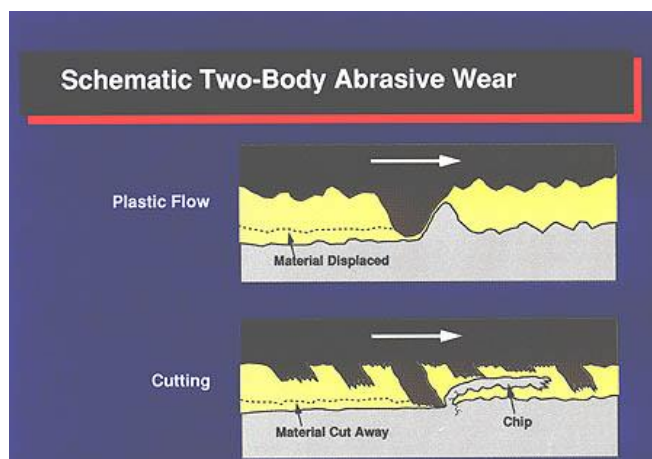 Schematic Two-Body Abrasive Wear
Plastic Flow
Material Displaced
Cutting
Material Cut Away
Chip